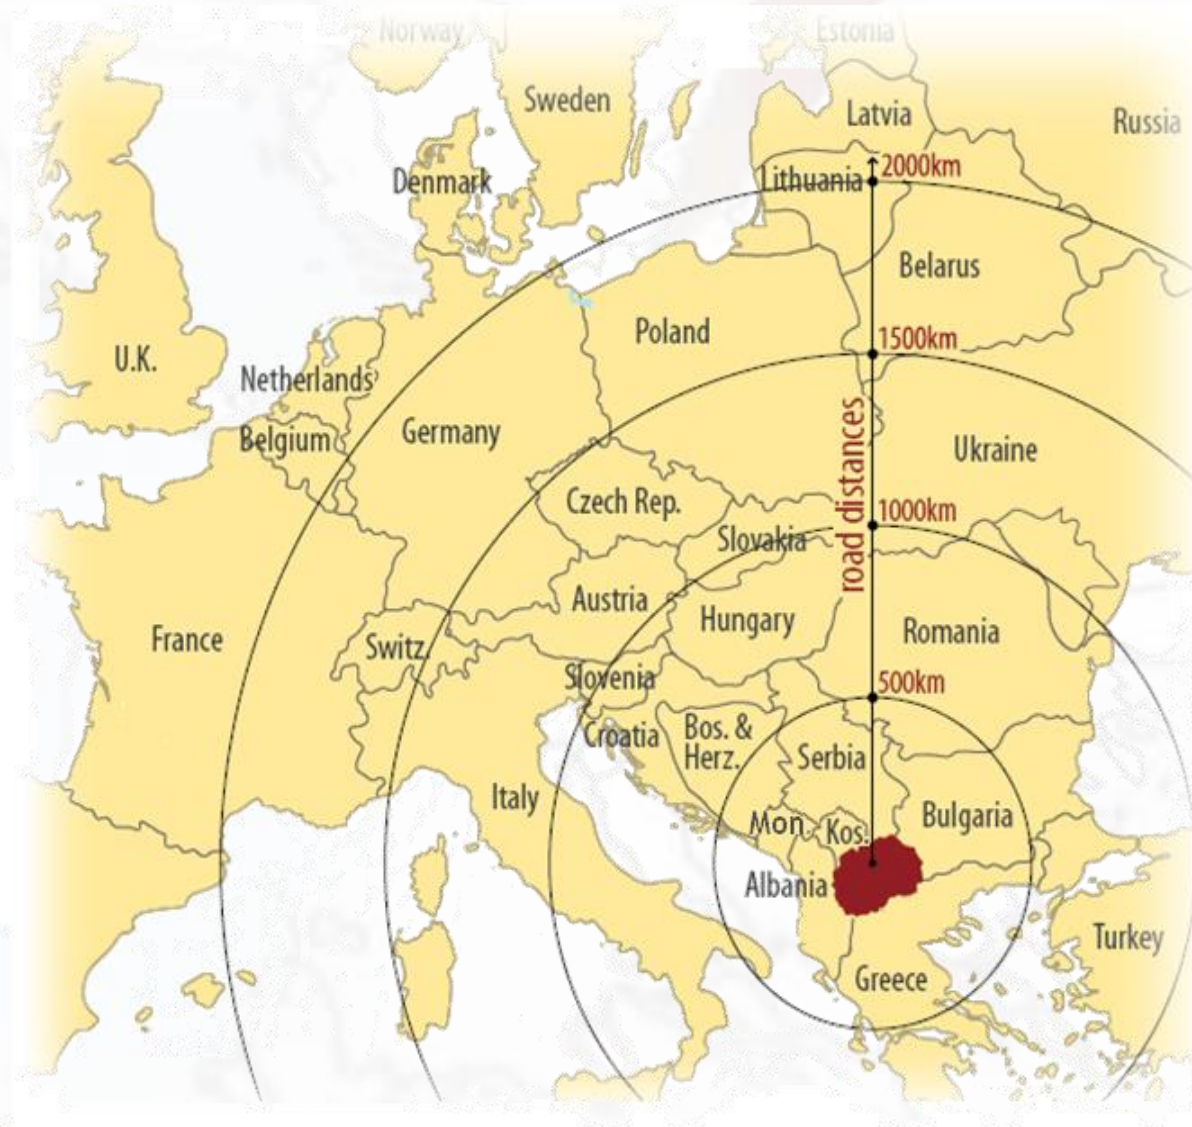 Norway
Estonia
Sweden
Latvia
Russia
2000km
Denmark
Lithuania
Belarus
Poland
1500km
U.K.
Netherlands
Belgium
Germany
road distances
Ukraine
Czech Rep.
1000km
Slovakia
Austria
Hungary
Romania
France
Switz.
Slovenia
500km
Croatia
Bos. &
Herz.
Serbia
Italy
Bulgaria
Mon.
Kos.
Albania
Turkey
Greece